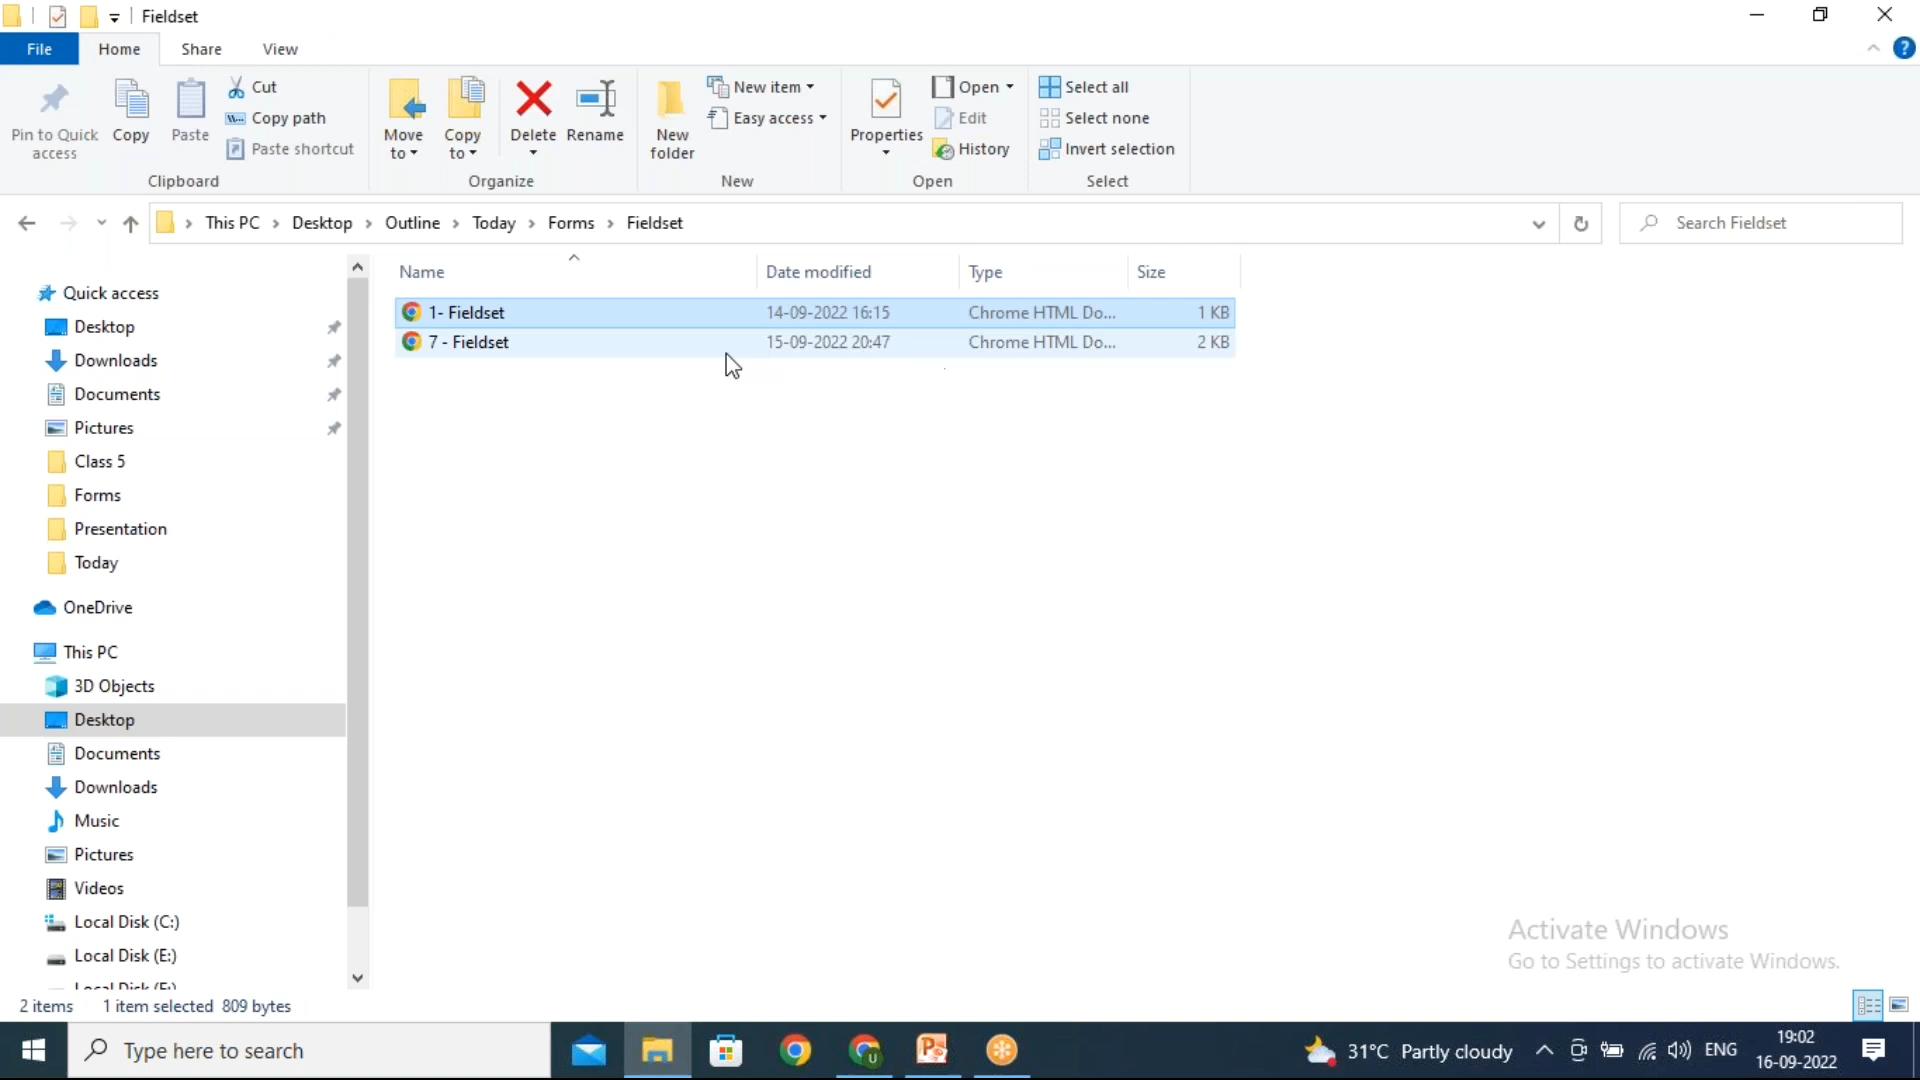 Fieldset
File Home Share View
Pin to Quick access
Copy
Paste
Cut
Copy path
Paste shortcut
Clipboard
Move to
Copy to
Delete
Rename
Organize
New folder
New item
Easy access
New
Properties
Open
Edit
History
Open
Select all
Select none
Invert selection
Select
This PC > Desktop > Outline > Today > Forms > Fieldset
Search Fieldset
Name Date modified Type Size
1- Fieldset 14-09-2022 16:15 Chrome HTML Do... 1 KB
7 - Fieldset 15-09-2022 20:47 Chrome HTML Do... 2 KB
Quick access
Desktop
Downloads
Documents
Pictures
Class 5
Forms
Presentation
Today
OneDrive
This PC
3D Objects
Desktop
Documents
Downloads
Music
Pictures
Videos
Local Disk (C:)
Local Disk (E:)
Activate Windows
Go to Settings to activate Windows.
2 items 1 item selected 809 bytes
Type here to search
31°C Partly cloudy
ENG
19:02
16-09-2022